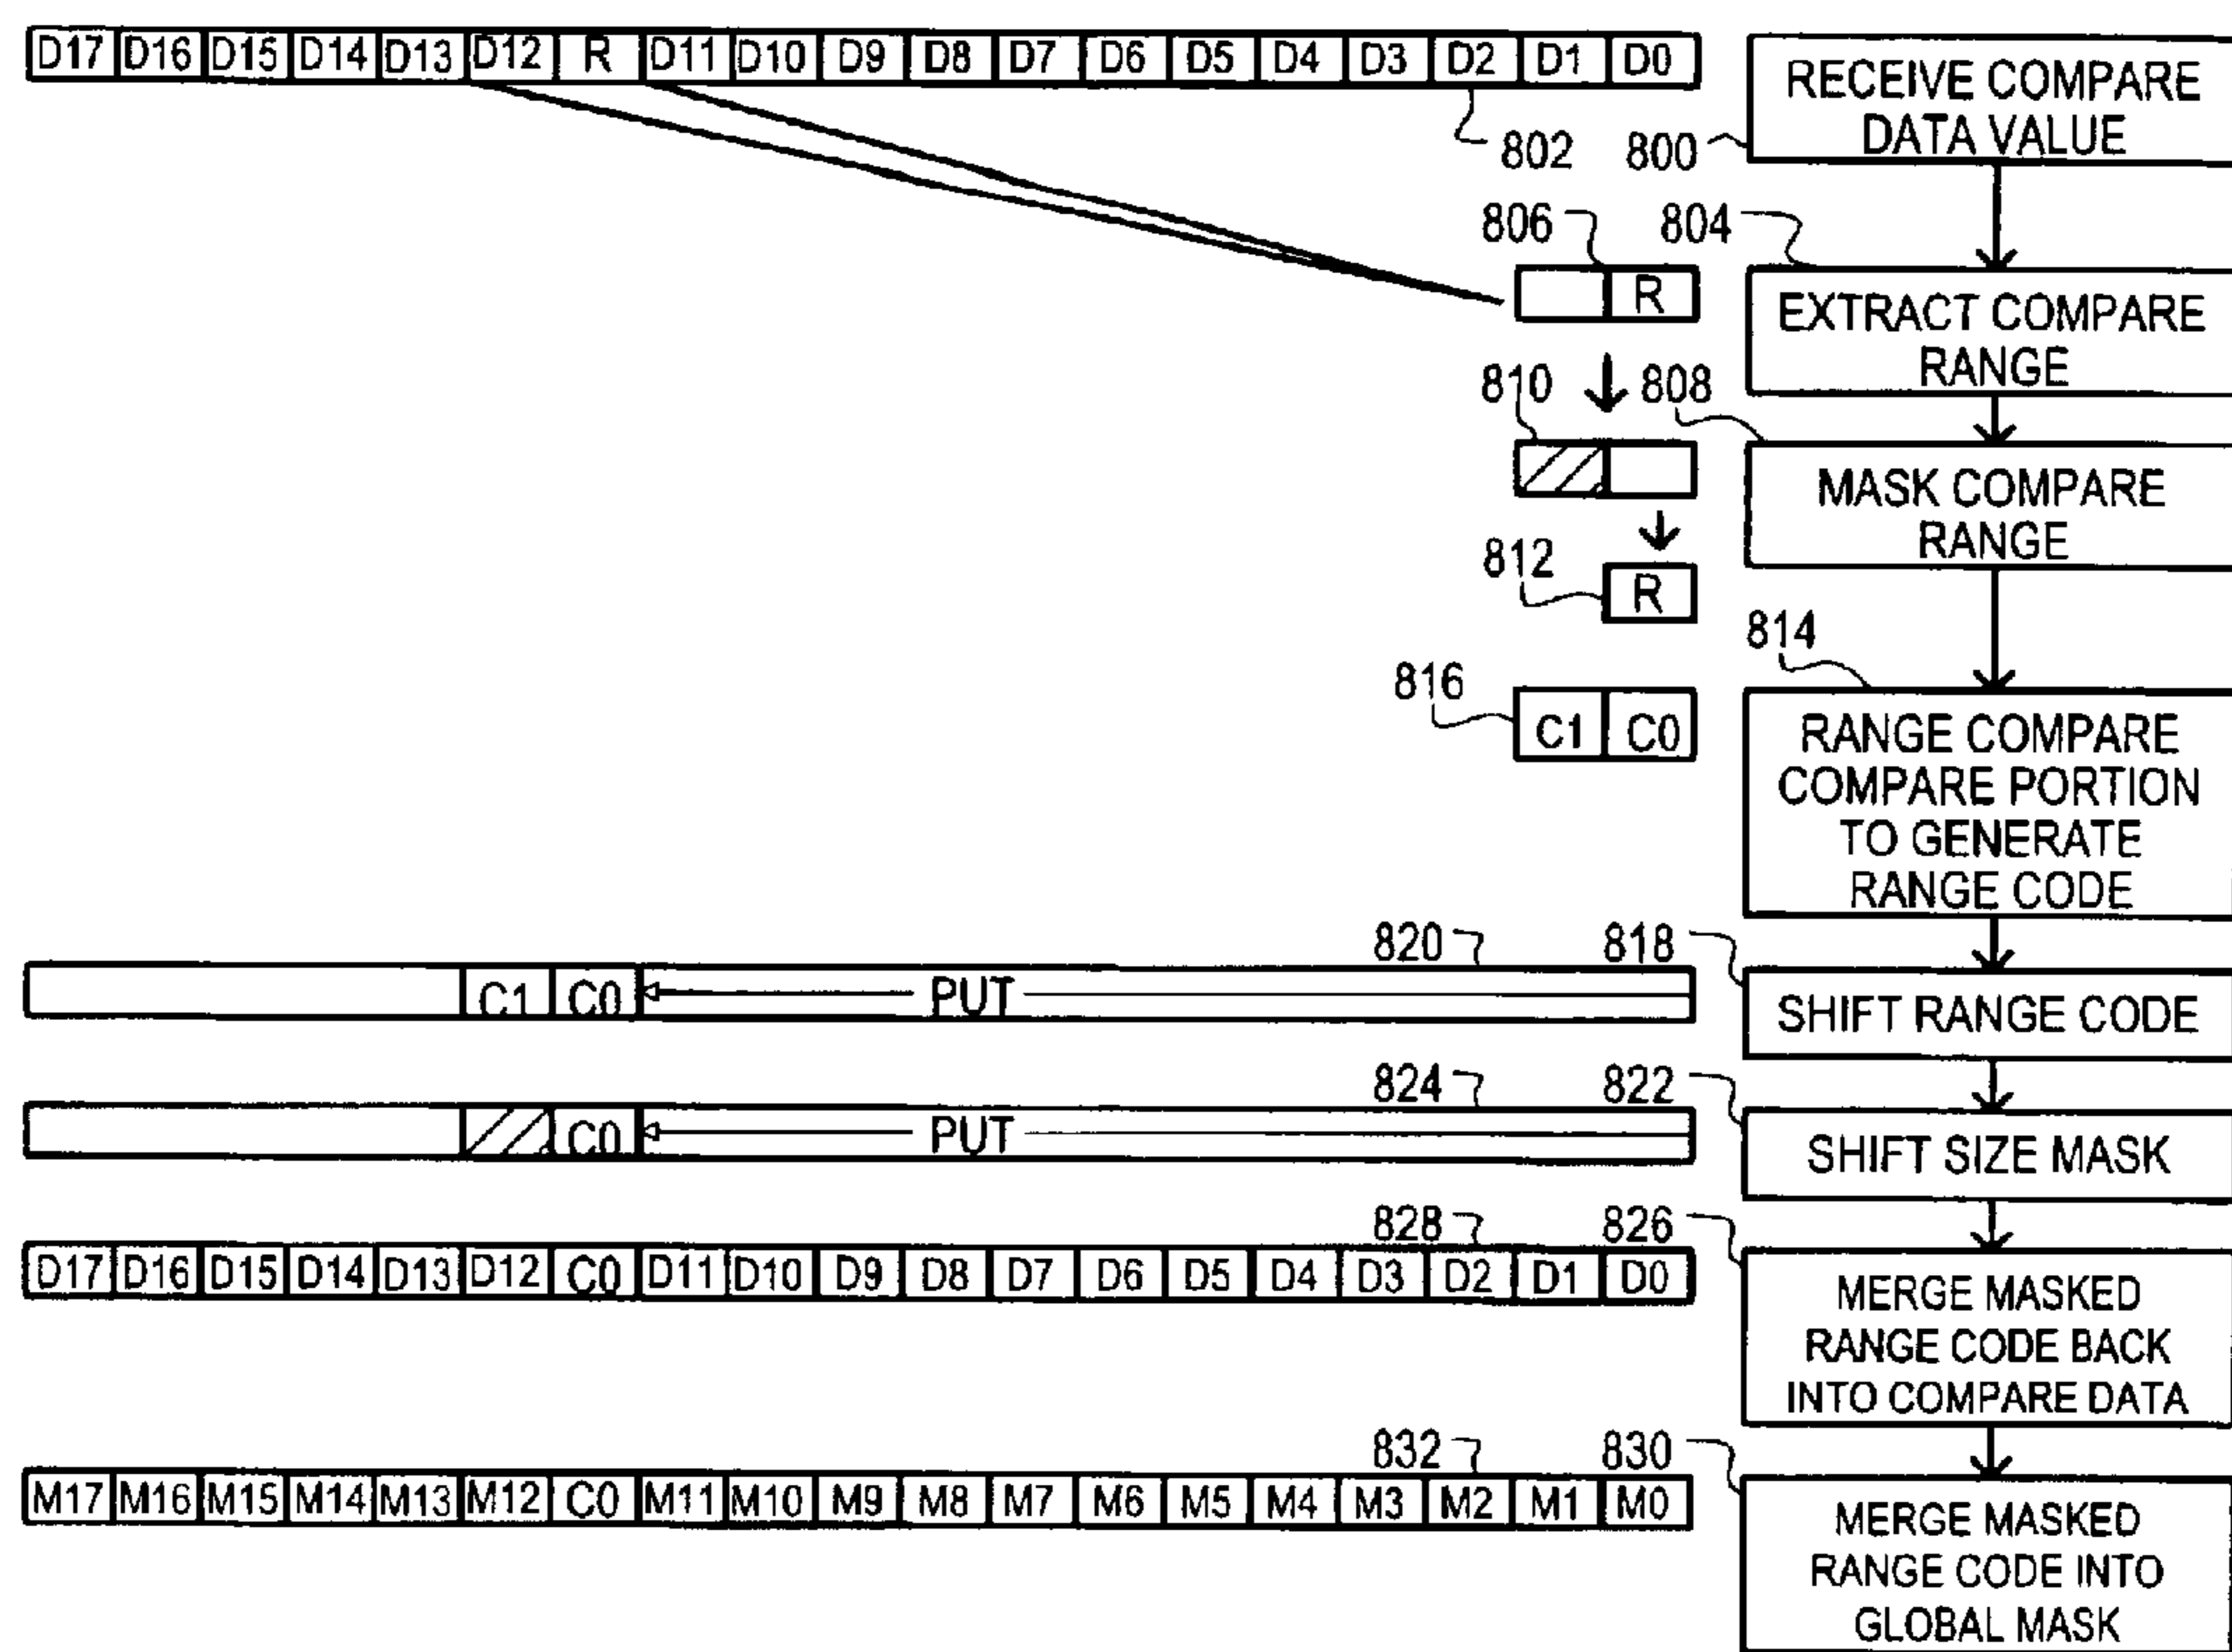 D17 D16 D15 D14 D13 D12 R D11 D10 D9 D8 D7 D6 D5 D4 D3 D2 D1 D0
RECEIVE COMPARE
DATA VALUE
802 800
806 804
R
EXTRACT COMPARE
RANGE
810 808
MASK COMPARE
RANGE
812
R
814
816
C1 C0
RANGE COMPARE
COMPARE PORTION
TO GENERATE
RANGE CODE
820 818
C1 C0 PUT
SHIFT RANGE CODE
824 822
C0 PUT
SHIFT SIZE MASK
828 826
D17 D16 D15 D14 D13 D12 C0 D11 D10 D9 D8 D7 D6 D5 D4 D3 D2 D1 D0
MERGE MASKED
RANGE CODE BACK
INTO COMPARE DATA
832 830
M17 M16 M15 M14 M13 M12 C0 M11 M10 M9 M8 M7 M6 M5 M4 M3 M2 M1 M0
MERGE MASKED
RANGE CODE INTO
GLOBAL MASK